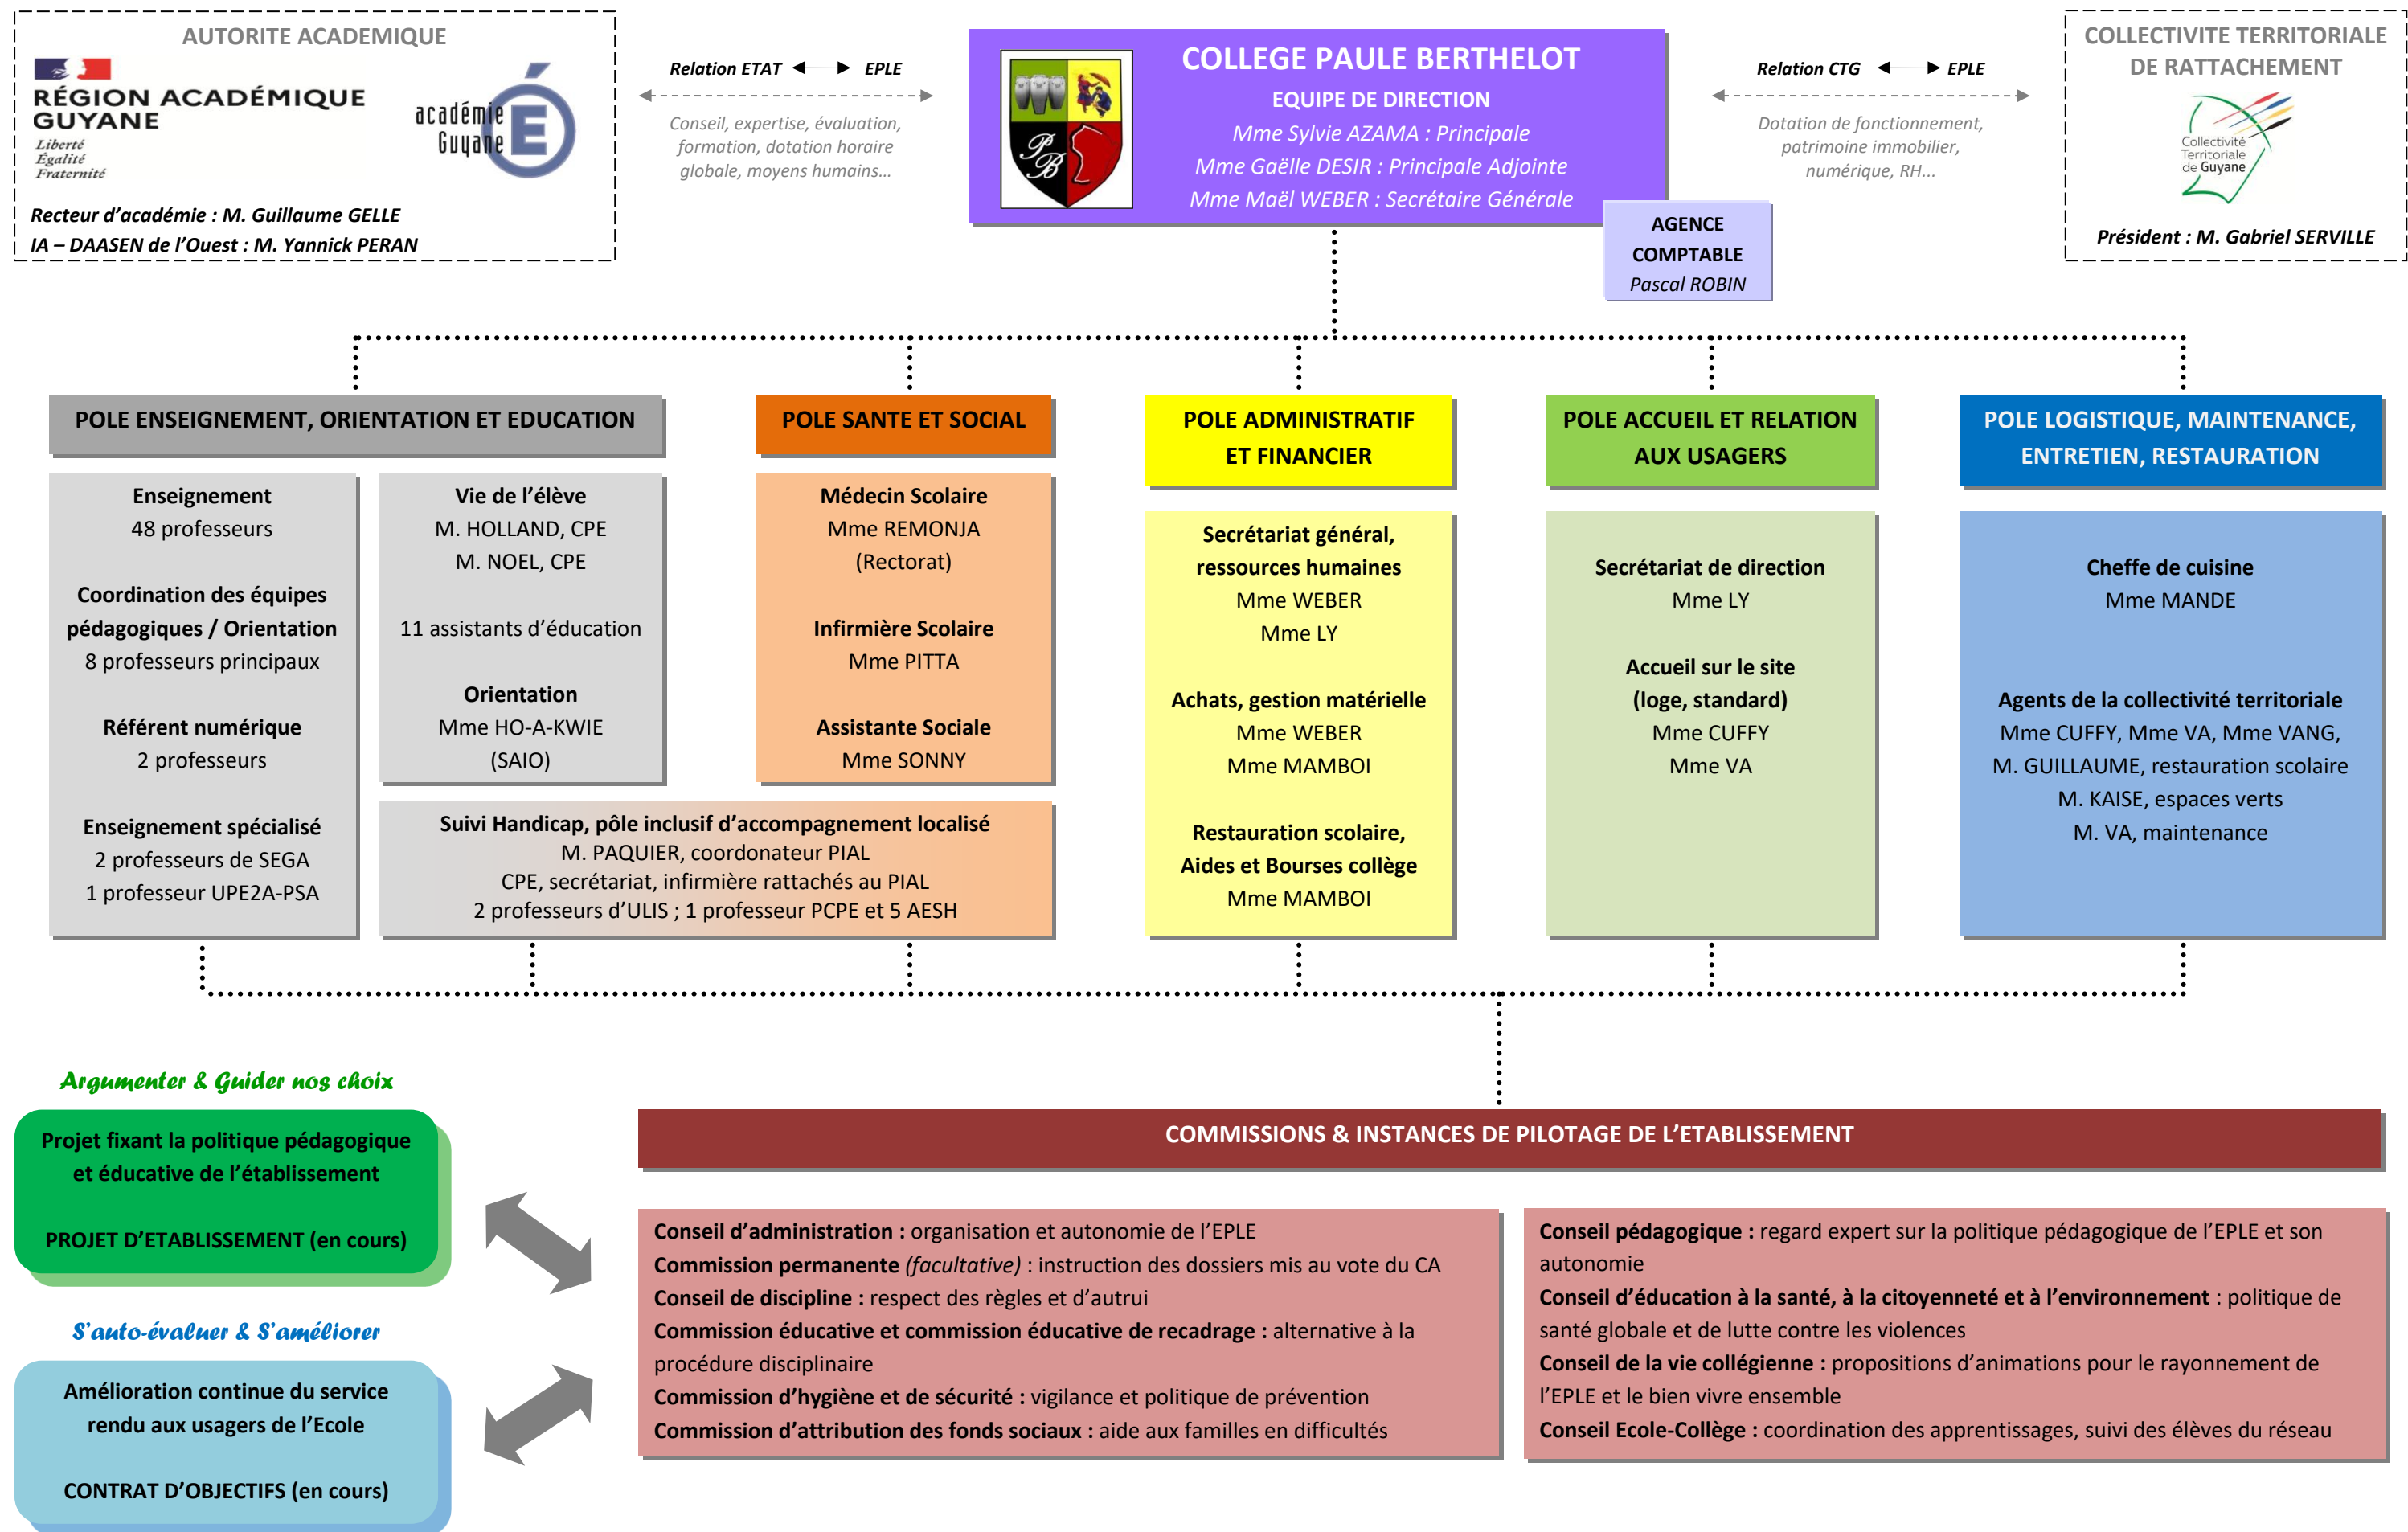 AUTORITE ACADEMIQUE
RÉGION ACADÉMIQUE
GUYANE
Liberté
Égalité
Fraternité
académie
Guyane
É
Recteur d'académie : M. Guillaume GELLE
IA – DAASEN de l'Ouest : M. Yannick PERAN
Relation ETAT EPLE
Conseil, expertise, évaluation,
formation, dotation horaire
globale, moyens humains...
PB
COLLEGE PAULE BERTHELOT
EQUIPE DE DIRECTION
Mme Sylvie AZAMA : Principale
Mme Gaëlle DESIR : Principale Adjointe
Mme Maël WEBER : Secrétaire Générale
AGENCE
COMPTABLE
Pascal ROBIN
Relation CTG EPLE
Dotation de fonctionnement,
patrimoine immobilier,
numérique, RH...
COLLECTIVITE TERRITORIALE
DE RATTACHEMENT
Collectivité
Territoriale
de Guyane
Président : M. Gabriel SERVILLE
POLE ENSEIGNEMENT, ORIENTATION ET EDUCATION
Enseignement
48 professeurs
Coordination des équipes
pédagogiques / Orientation
8 professeurs principaux
Référent numérique
2 professeurs
Enseignement spécialisé
2 professeurs de SEGA
1 professeur UPE2A-PSA
Vie de l'élève
M. HOLLAND, CPE
M. NOEL, CPE
11 assistants d'éducation
Orientation
Mme HO-A-KWIE
(SAIO)
POLE SANTE ET SOCIAL
Médecin Scolaire
Mme REMONJA
(Rectorat)
Infirmière Scolaire
Mme PITTA
Assistante Sociale
Mme SONNY
Suivi Handicap, pôle inclusif d'accompagnement localisé
M. PAQUIER, coordonateur PIAL
CPE, secrétariat, infirmière rattachés au PIAL
2 professeurs d'ULIS ; 1 professeur PCPE et 5 AESH
POLE ADMINISTRATIF
ET FINANCIER
Secrétariat général,
ressources humaines
Mme WEBER
Mme LY
Achats, gestion matérielle
Mme WEBER
Mme MAMBOI
Restauration scolaire,
Aides et Bourses collège
Mme MAMBOI
POLE ACCUEIL ET RELATION
AUX USAGERS
Secrétariat de direction
Mme LY
Accueil sur le site
(loge, standard)
Mme CUFFY
Mme VA
POLE LOGISTIQUE, MAINTENANCE,
ENTRETIEN, RESTAURATION
Cheffe de cuisine
Mme MANDE
Agents de la collectivité territoriale
Mme CUFFY, Mme VA, Mme VANG,
M. GUILLAUME, restauration scolaire
M. KAISE, espaces verts
M. VA, maintenance
Argumenter & Guider nos choix
Projet fixant la politique pédagogique
et éducative de l'établissement
PROJET D'ETABLISSEMENT (en cours)
S'auto-évaluer & S'améliorer
Amélioration continue du service
rendu aux usagers de l'Ecole
CONTRAT D'OBJECTIFS (en cours)
COMMISSIONS & INSTANCES DE PILOTAGE DE L'ETABLISSEMENT
Conseil d'administration : organisation et autonomie de l'EPLE
Commission permanente (facultative) : instruction des dossiers mis au vote du CA
Conseil de discipline : respect des règles et d'autrui
Commission éducative et commission éducative de recadrage : alternative à la
procédure disciplinaire
Commission d'hygiène et de sécurité : vigilance et politique de prévention
Commission d'attribution des fonds sociaux : aide aux familles en difficultés
Conseil pédagogique : regard expert sur la politique pédagogique de l'EPLE et son
autonomie
Conseil d'éducation à la santé, à la citoyenneté et à l'environnement : politique de
santé globale et de lutte contre les violences
Conseil de la vie collégienne : propositions d'animations pour le rayonnement de
l'EPLE et le bien vivre ensemble
Conseil Ecole-Collège : coordination des apprentissages, suivi des élèves du réseau